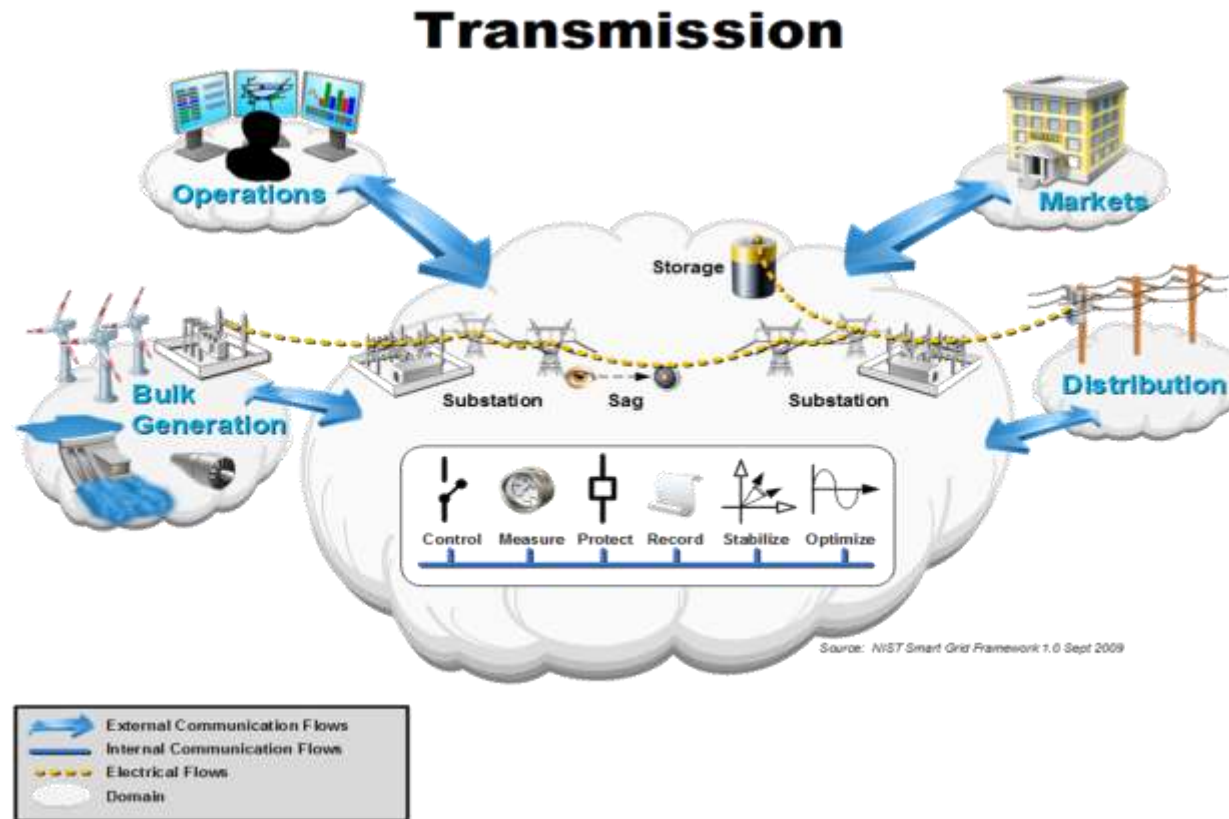 Transmission
Operations
Markets
Storage
Bulk
Generation
Substation
Sag
Substation
Distribution
Control
Measure
Protect
Record
Stabilize
Optimize
Source: NIST Smart Grid Framework 1.0 Sept 2009
External Communication Flows
Internal Communication Flows
Electrical Flows
Domain